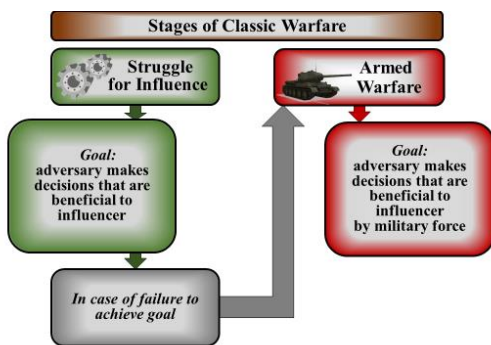 Stages of Classic Warfare
Struggle
for Influence
Goal:
adversary makes
decisions that are
beneficial to
influencer
In case of failure to
achieve goal
Armed
Warfare
Goal:
adversary makes
decisions that are
beneficial to
influencer
by military force